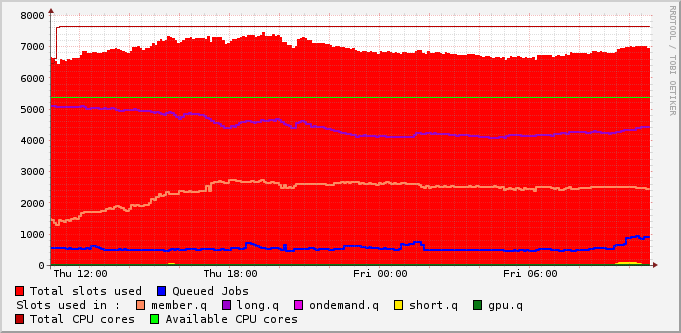 8000
7000
6000
5000
4000
3000
2000
1000
0
Thu 12:00 Thu 18:00 Fri 00:00 Fri 06:00
RRDTOOL / TOBI OETIKER
Total slots used Queued Jobs
Slots used in : member.q long.q ondemand.q short.q gpu.q
Total CPU cores Available CPU cores